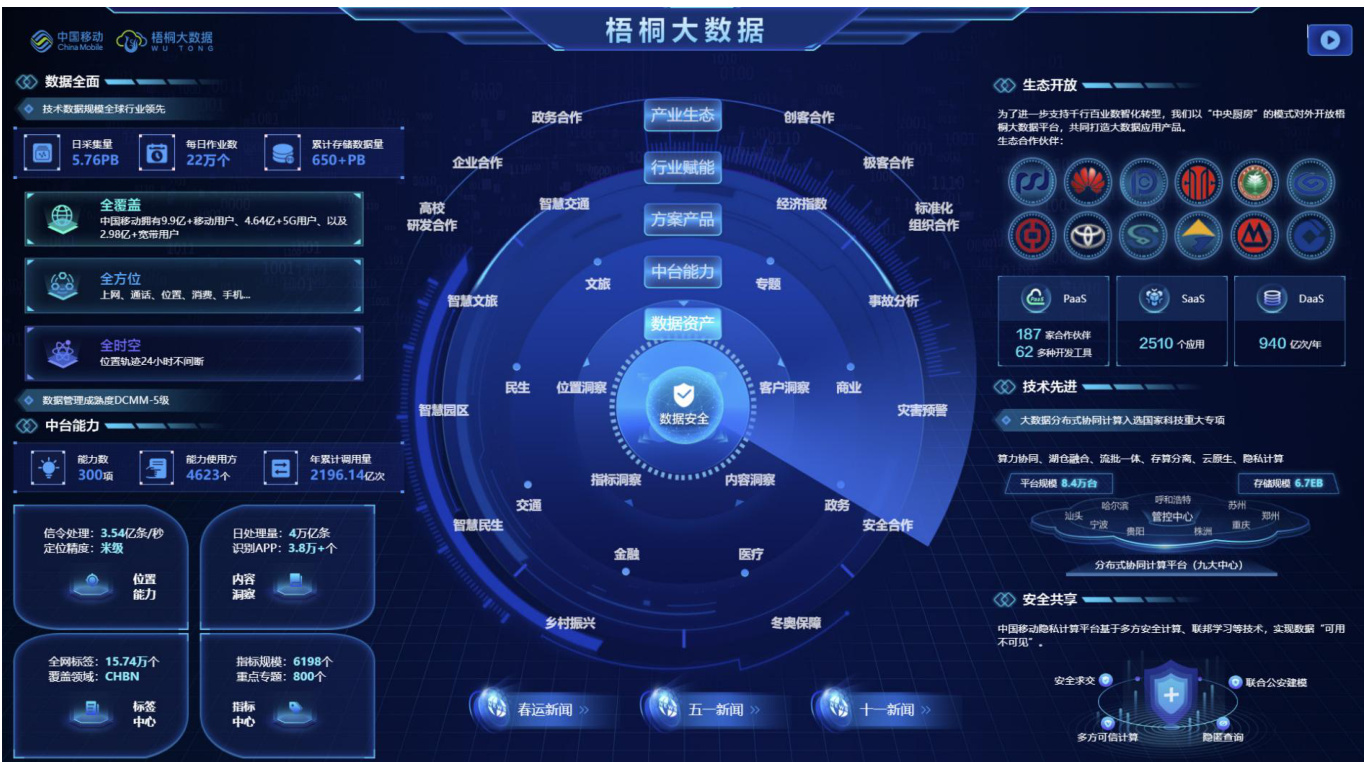 中国移动
China Mobile
梧桐大数据
WU TONG
梧桐大数据
数据全面
技术数据规模全球行业领先
日采集量
5.76PB
每日作业数
22万个
累计存储数据量
650+PB
全覆盖
中国移动拥有9.9亿+移动用户、4.64亿+5G用户、以及
2.98亿+宽带用户
全方位
上网、通话、位置、消费、手机...
全时空
位置轨迹24小时不间断
数据管理成熟度DCMM-5级
中台能力
能力数
300项
能力使用方
4623个
年累计调用量
2196.14亿次
信令处理：3.54亿条/秒
定位精度：米级
位置
能力
日处理量：4万亿条
识别APP：3.8万+个
内容
洞察
全网标签：15.74万个
覆盖领域：CHBN
标签
中心
指标规模：6198个
重点专题：800个
指标
中心
产业生态
行业赋能
方案产品
中台能力
数据资产
数据安全
政务合作
创客合作
企业合作
极客合作
高校
研发合作
标准化
组织合作
智慧交通
经济指数
智慧文旅
事故分析
智慧园区
灾害预警
智慧民生
安全合作
乡村振兴
冬奥保障
文旅
专题
民生
商业
交通
政务
金融
医疗
位置洞察
客户洞察
指标洞察
内容洞察
春运新闻
五一新闻
十一新闻
生态开放
为了进一步支持千行百业数智化转型，我们以“中央厨房”的模式对外开放梧
桐大数据平台，共同打造大数据应用产品。
生态合作伙伴：
PaaS
187 家合作伙伴
62 多种开发工具
SaaS
2510 个应用
DaaS
940 亿次/年
技术先进
大数据分布式协同计算入选国家科技重大专项
算力协同、湖仓融合、流批一体、存算分离、云原生、隐私计算
平台规模 8.4万台
存储规模 6.7EB
呼和浩特
哈尔滨
苏州
汕头
管控中心
郑州
宁波
重庆
贵阳
株洲
分布式协同计算平台（九大中心）
安全共享
中国移动隐私计算平台基于多方安全计算、联邦学习等技术，实现数据“可用
不可见”。
安全求交
联合公安建模
多方可信计算
隐匿查询